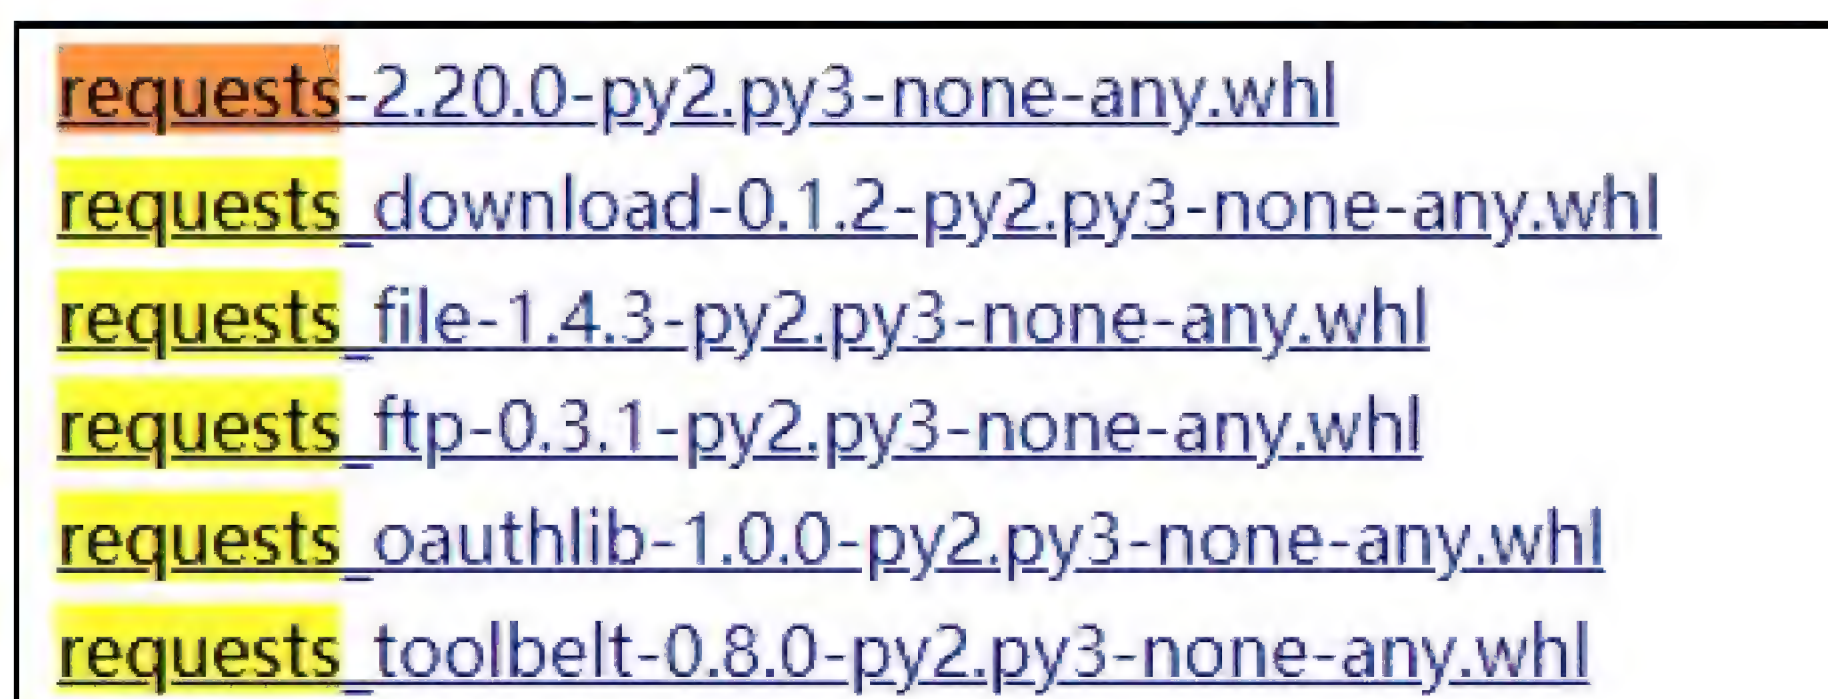 requests-2.20.0-py2.py3-none-any.whl
requests_download-0.1.2-py2.py3-none-any.whl
requests_file-1.4.3-py2.py3-none-any.whl
requests_ftp-0.3.1-py2.py3-none-any.whl
requests_oauthlib-1.0.0-py2.py3-none-any.whl
requests_toolbelt-0.8.0-py2.py3-none-any.whl